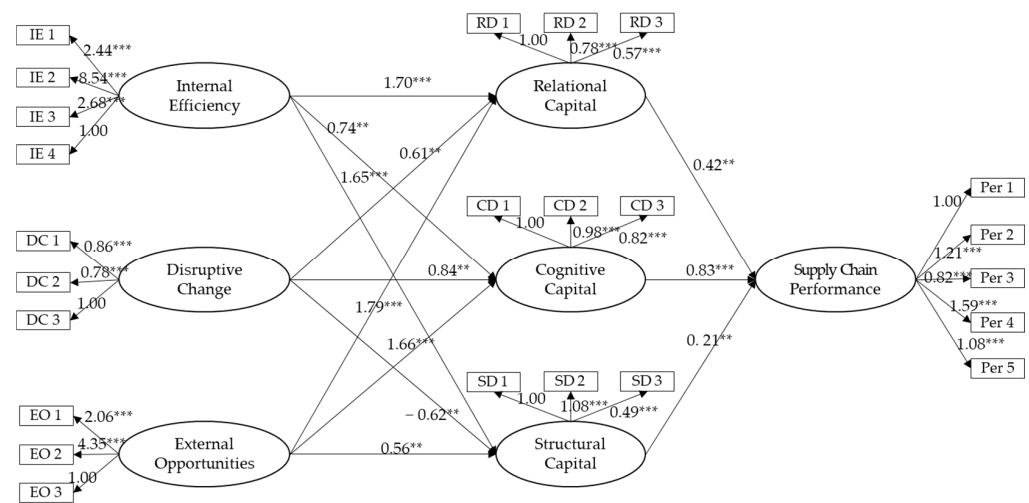 IE 1
IE 2
IE 3
IE 4
2.44***
8.54***
2.68***
1.00
Internal
Efficiency
DC 1
DC 2
DC 3
0.86***
0.78***
1.00
Disruptive
Change
EO 1
EO 2
EO 3
2.06***
4.35***
1.00
External
Opportunities
1.70***
0.74**
0.61**
1.65***
0.84**
1.79***
1.66***
− 0.62**
0.56**
RD 1
RD 2
RD 3
1.00
0.78***
0.57***
Relational
Capital
CD 1
CD 2
CD 3
1.00
0.98***
0.82***
Cognitive
Capital
SD 1
SD 2
SD 3
1.00
1.08***
0.49***
Structural
Capital
0.42**
0.83***
0. 21**
Supply Chain
Performance
1.00
1.21***
0.82***
1.59***
1.08***
Per 1
Per 2
Per 3
Per 4
Per 5